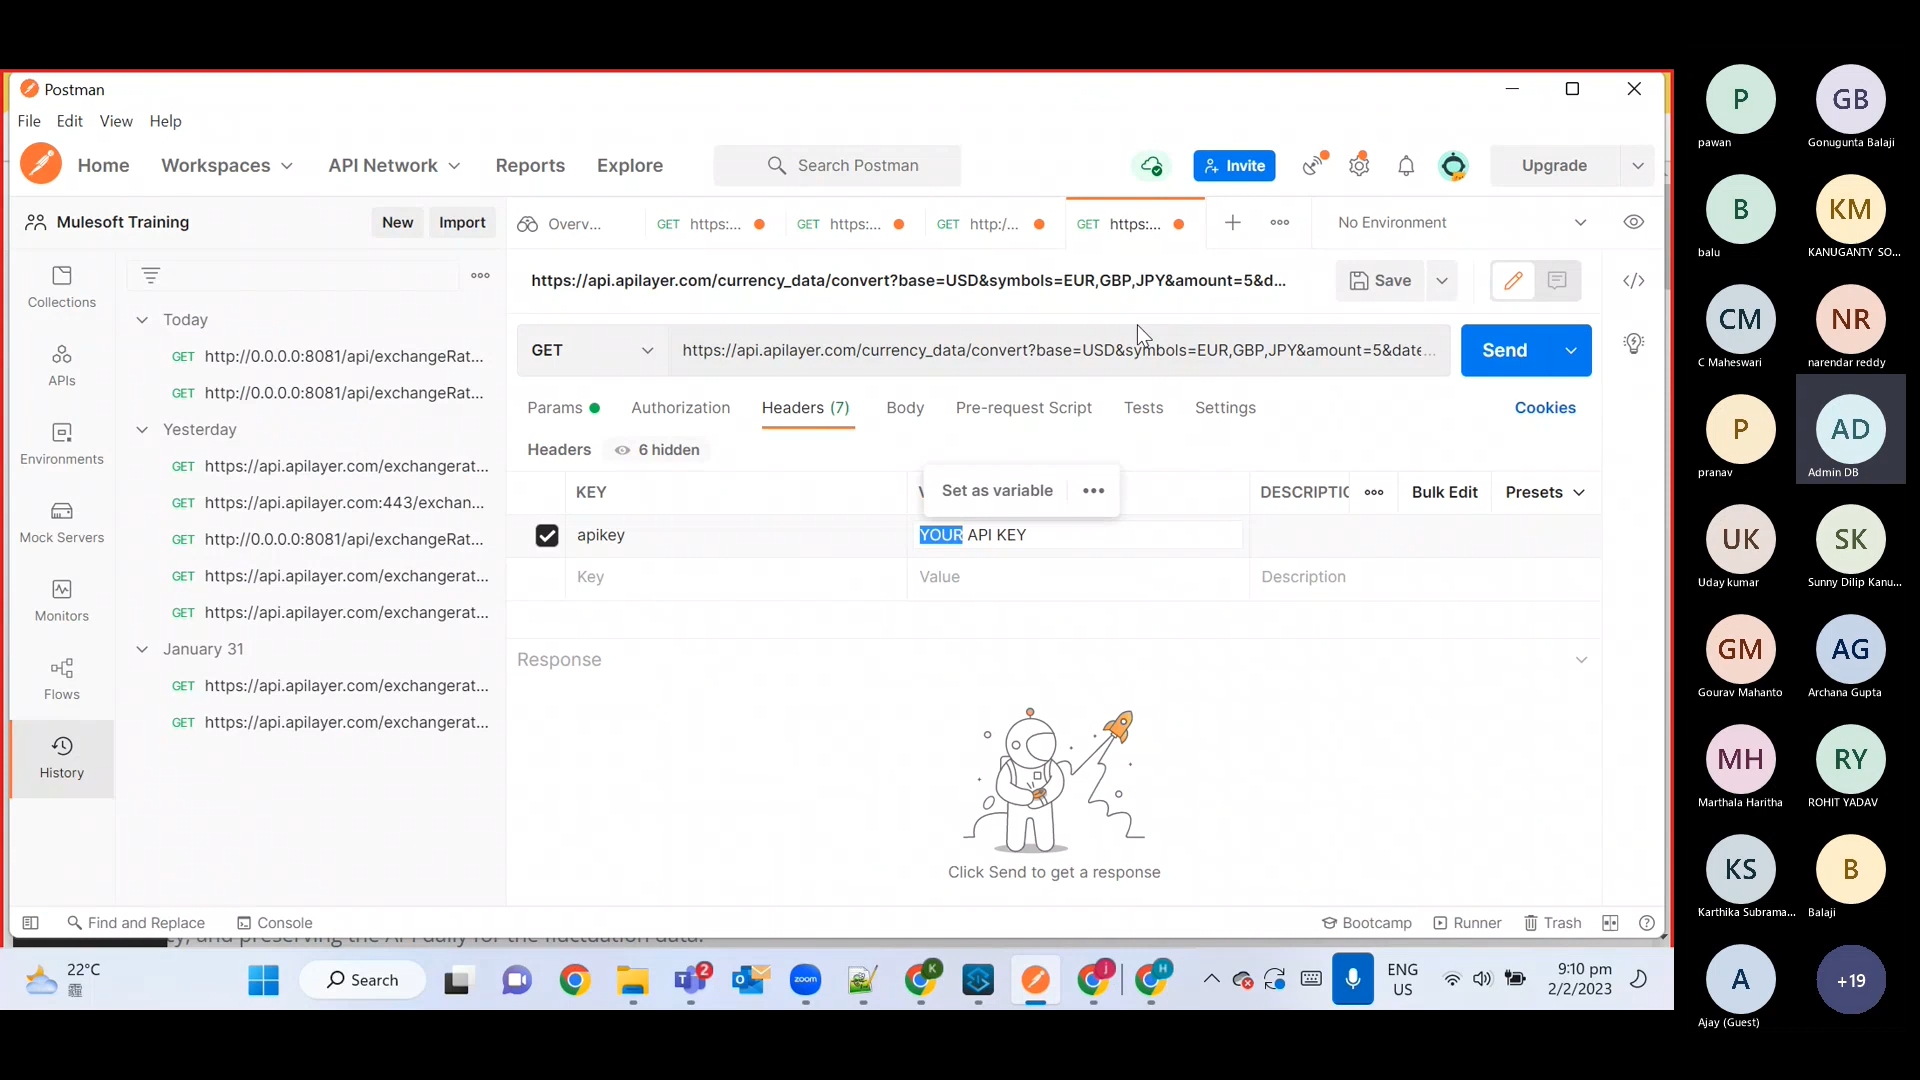 Postman
File Edit View Help
Home Workspaces API Network Reports Explore Search Postman Invite Upgrade
Mulesoft Training New Import
Overv... GET https:... GET https:... GET http:/... GET https:... No Environment
https://api.apilayer.com/currency_data/convert?base=USD&symbols=EUR,GBP,JPY&amount=5&d... Save
GET https://api.apilayer.com/currency_data/convert?base=USD&symbols=EUR,GBP,JPY&amount=5&date... Send
Params Authorization Headers (7) Body Pre-request Script Tests Settings Cookies
Headers 6 hidden
Set as variable
KEY V DESCRIPTIC Bulk Edit Presets
apikey YOUR API KEY
Key Value Description
Response
Click Send to get a response
Collections
APIs
Environments
Mock Servers
Monitors
Flows
History
Today
GET http://0.0.0.0:8081/api/exchangeRat...
GET http://0.0.0.0:8081/api/exchangeRat...
Yesterday
GET https://api.apilayer.com/exchangerat...
GET https://api.apilayer.com:443/exchan...
GET http://0.0.0.0:8081/api/exchangeRat...
GET https://api.apilayer.com/exchangerat...
GET https://api.apilayer.com/exchangerat...
January 31
GET https://api.apilayer.com/exchangerat...
GET https://api.apilayer.com/exchangerat...
Find and Replace Console Bootcamp Runner Trash
22°C
霾
Search
2
zoom
K
J
H
ENG
US
9:10 pm
2/2/2023
P GB
pawan Gonugunta Balaji
B KM
balu KANUGANTY SO...
CM NR
C Maheswari narendar reddy
P AD
pranav Admin DB
UK SK
Uday kumar Sunny Dilip Kanu...
GM AG
Gourav Mahanto Archana Gupta
MH RY
Marthala Haritha ROHIT YADAV
KS B
Karthika Subrama... Balaji
A +19
Ajay (Guest)